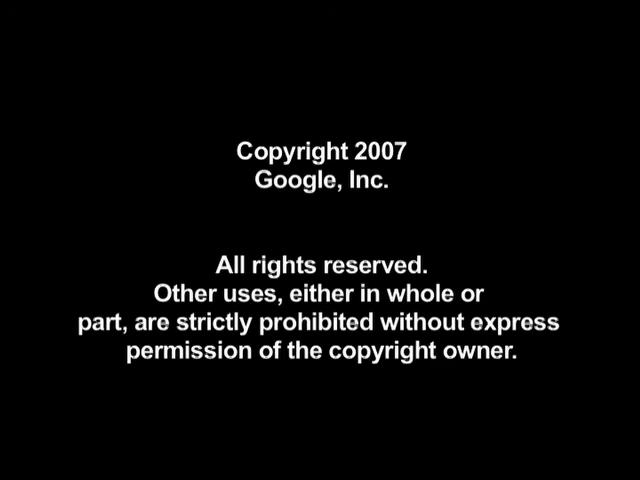 Copyright 2007
Google, Inc.
All rights reserved.
Other uses, either in whole or
part, are strictly prohibited without express
permission of the copyright owner.